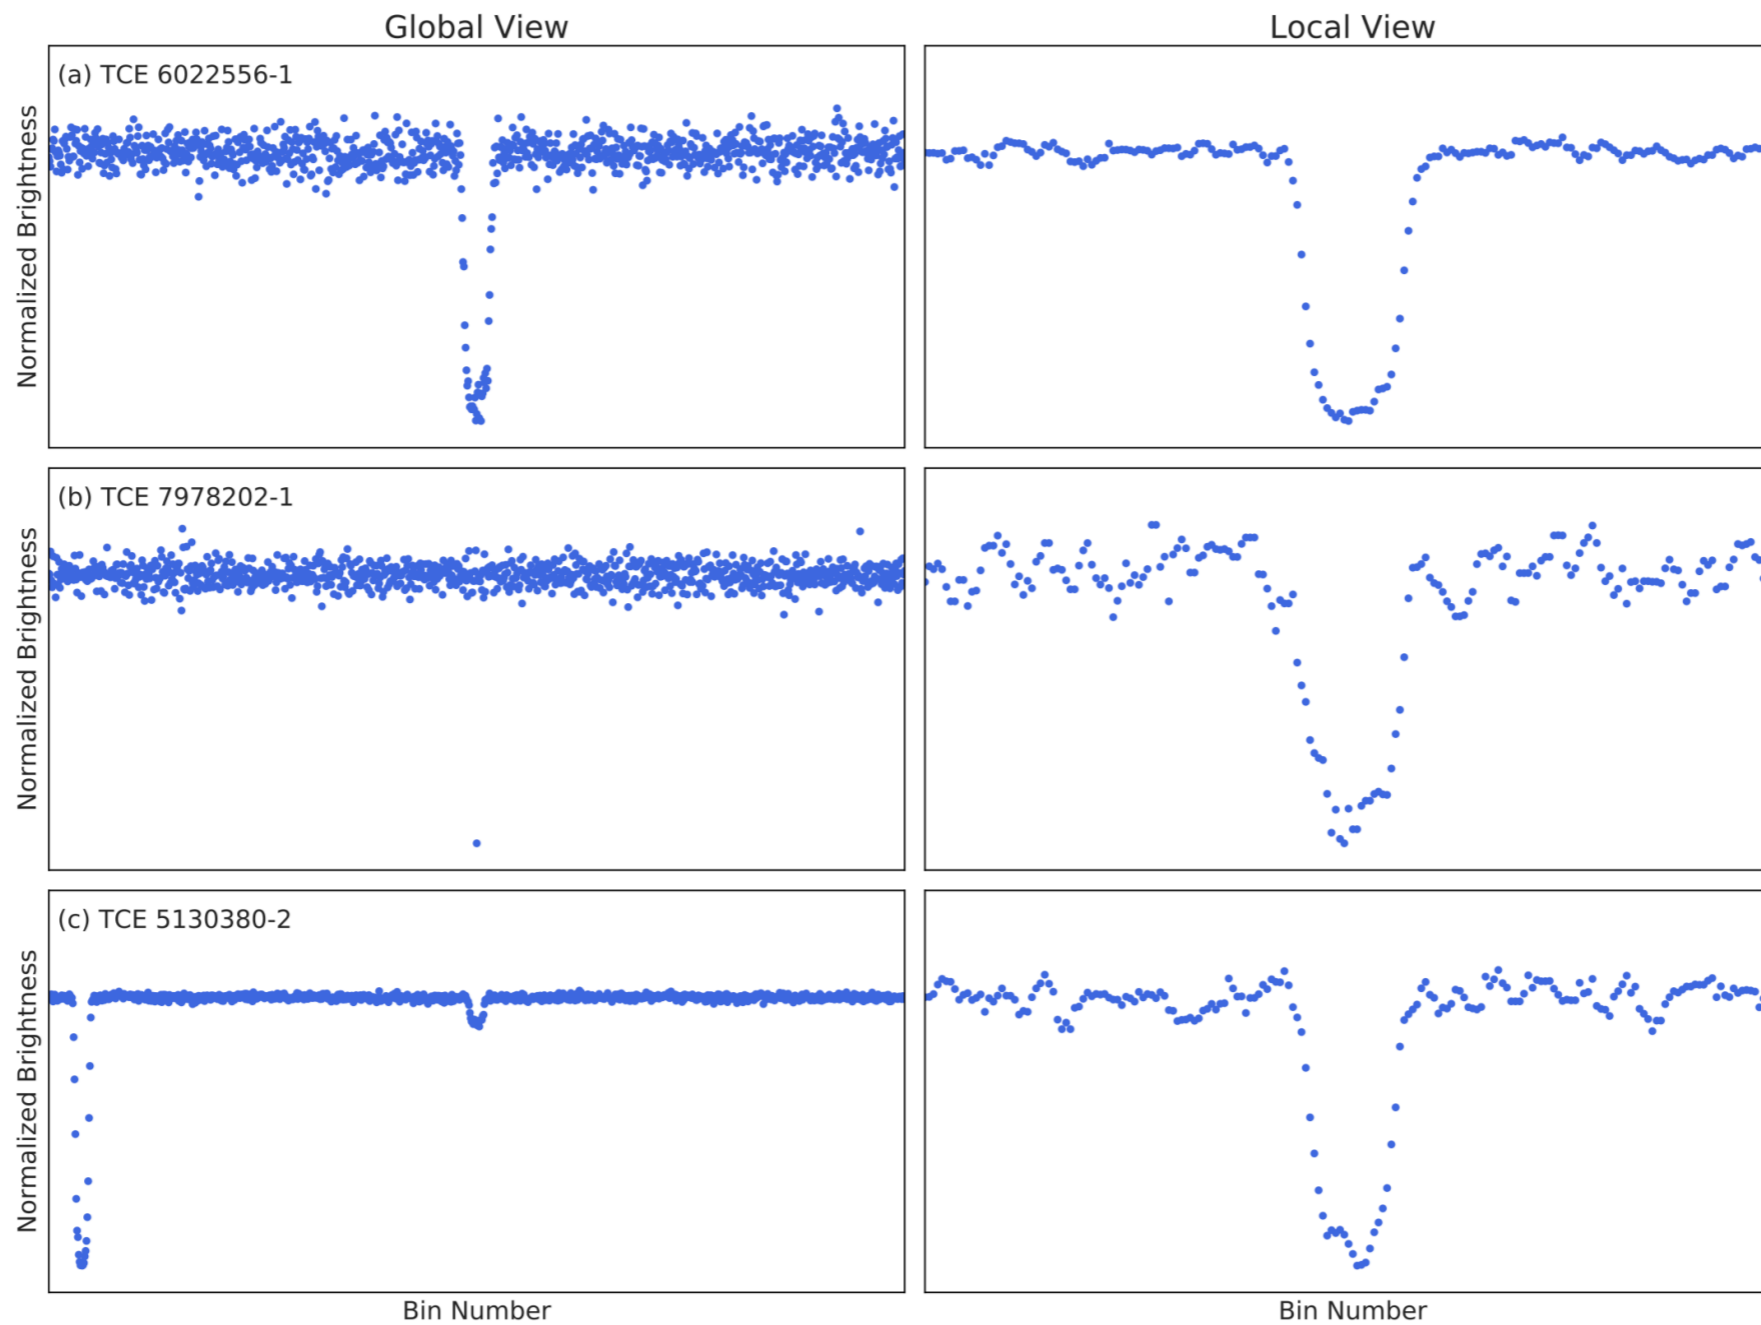 Global View
Local View
(a) TCE 6022556-1
Normalized Brightness
(b) TCE 7978202-1
Normalized Brightness
(c) TCE 5130380-2
Normalized Brightness
Bin Number
Bin Number